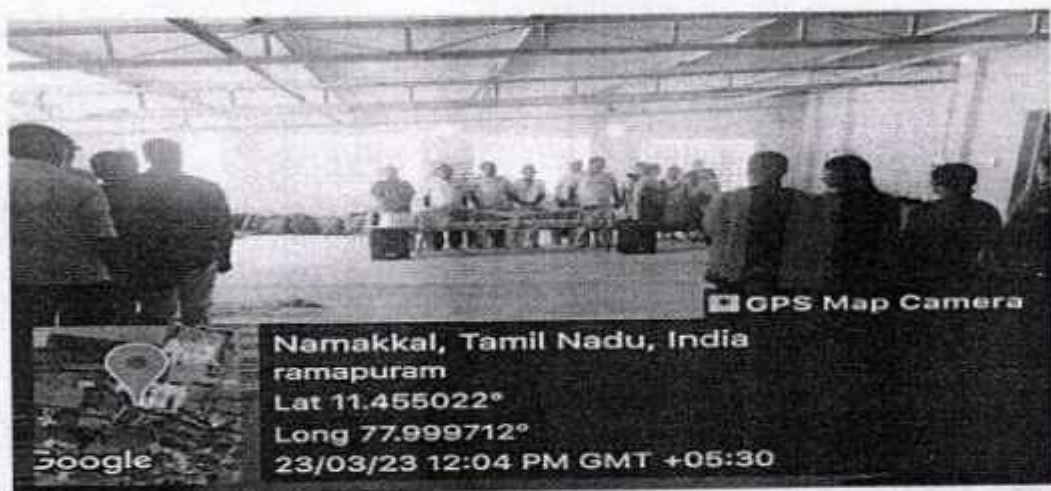 GPS Map Camera
Namakkal, Tamil Nadu, India
ramapuram
Lat 11.455022°
Long 77.999712°
23/03/23 12:04 PM GMT +05:30
Google